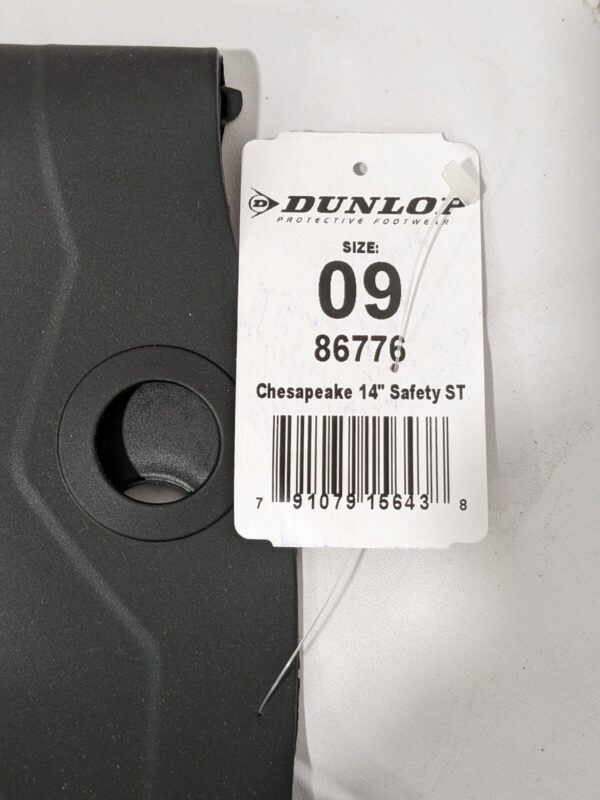 DUNLOP
PROTECTIVE FOOTWEAR
SIZE:
09
86776
Chesapeake 14" Safety ST
7 91079 15643 8